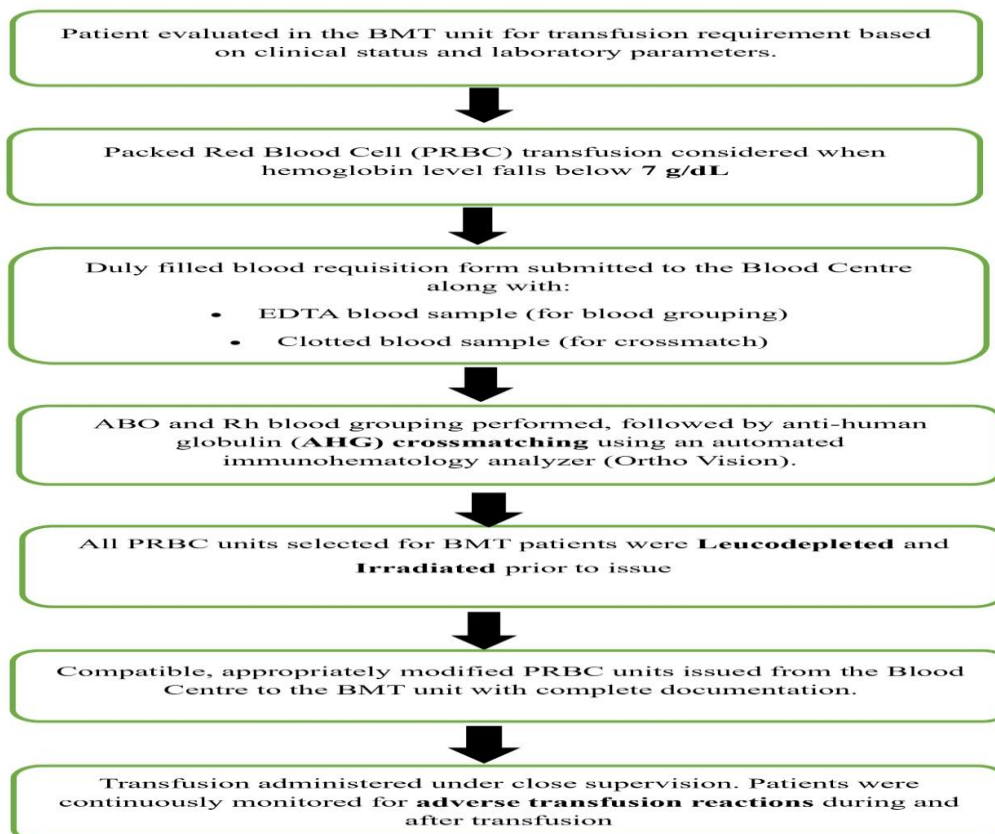 Patient evaluated in the BMT unit for transfusion requirement based
on clinical status and laboratory parameters.
Packed Red Blood Cell (PRBC) transfusion considered when
hemoglobin level falls below 7 g/dL
Duly filled blood requisition form submitted to the Blood Centre
along with:
• EDTA blood sample (for blood grouping)
• Clotted blood sample (for crossmatch)
ABO and Rh blood grouping performed, followed by anti-human
globulin (AHG) crossmatching using an automated
immunohematology analyzer (Ortho Vision).
All PRBC units selected for BMT patients were Leucodepleted and
Irradiated prior to issue
Compatible, appropriately modified PRBC units issued from the Blood
Centre to the BMT unit with complete documentation.
Transfusion administered under close supervision. Patients were
continuously monitored for adverse transfusion reactions during and
after transfusion